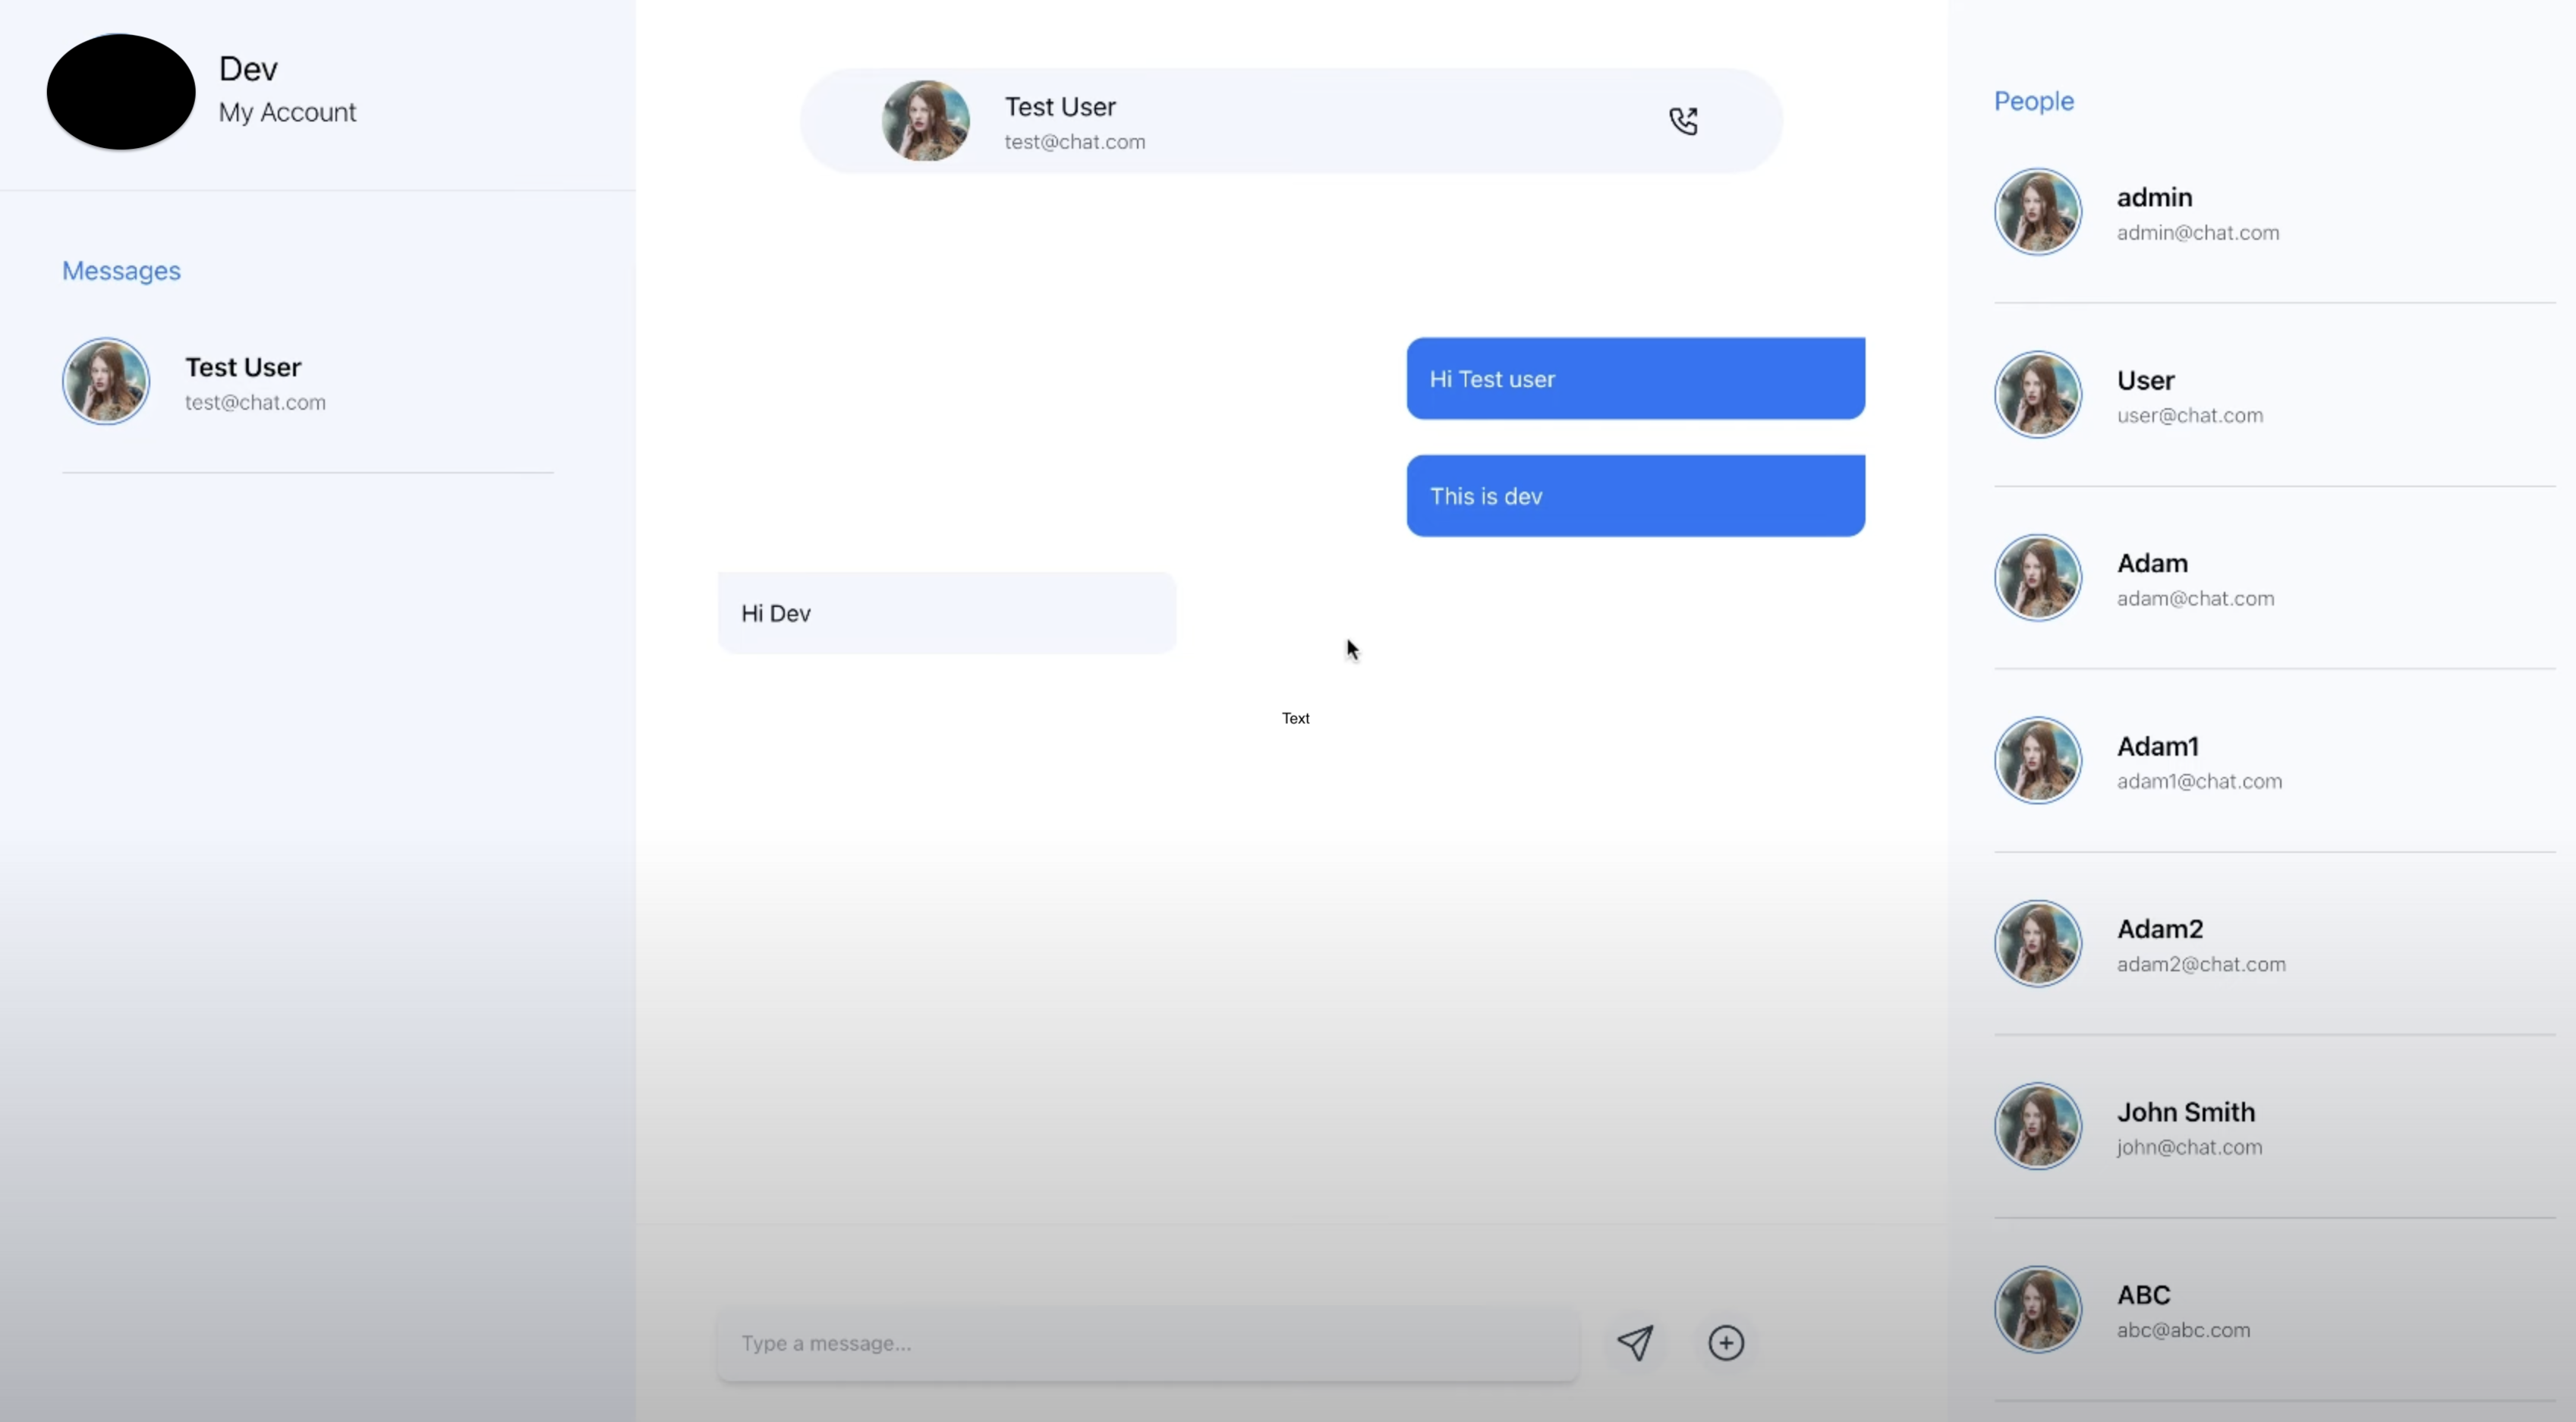 Dev
My Account
Messages
Test User
test@chat.com
Test User
test@chat.com
Hi Test user
This is dev
Hi Dev
Text
Type a message...
People
admin
admin@chat.com
User
user@chat.com
Adam
adam@chat.com
Adam1
adam1@chat.com
Adam2
adam2@chat.com
John Smith
john@chat.com
ABC
abc@abc.com